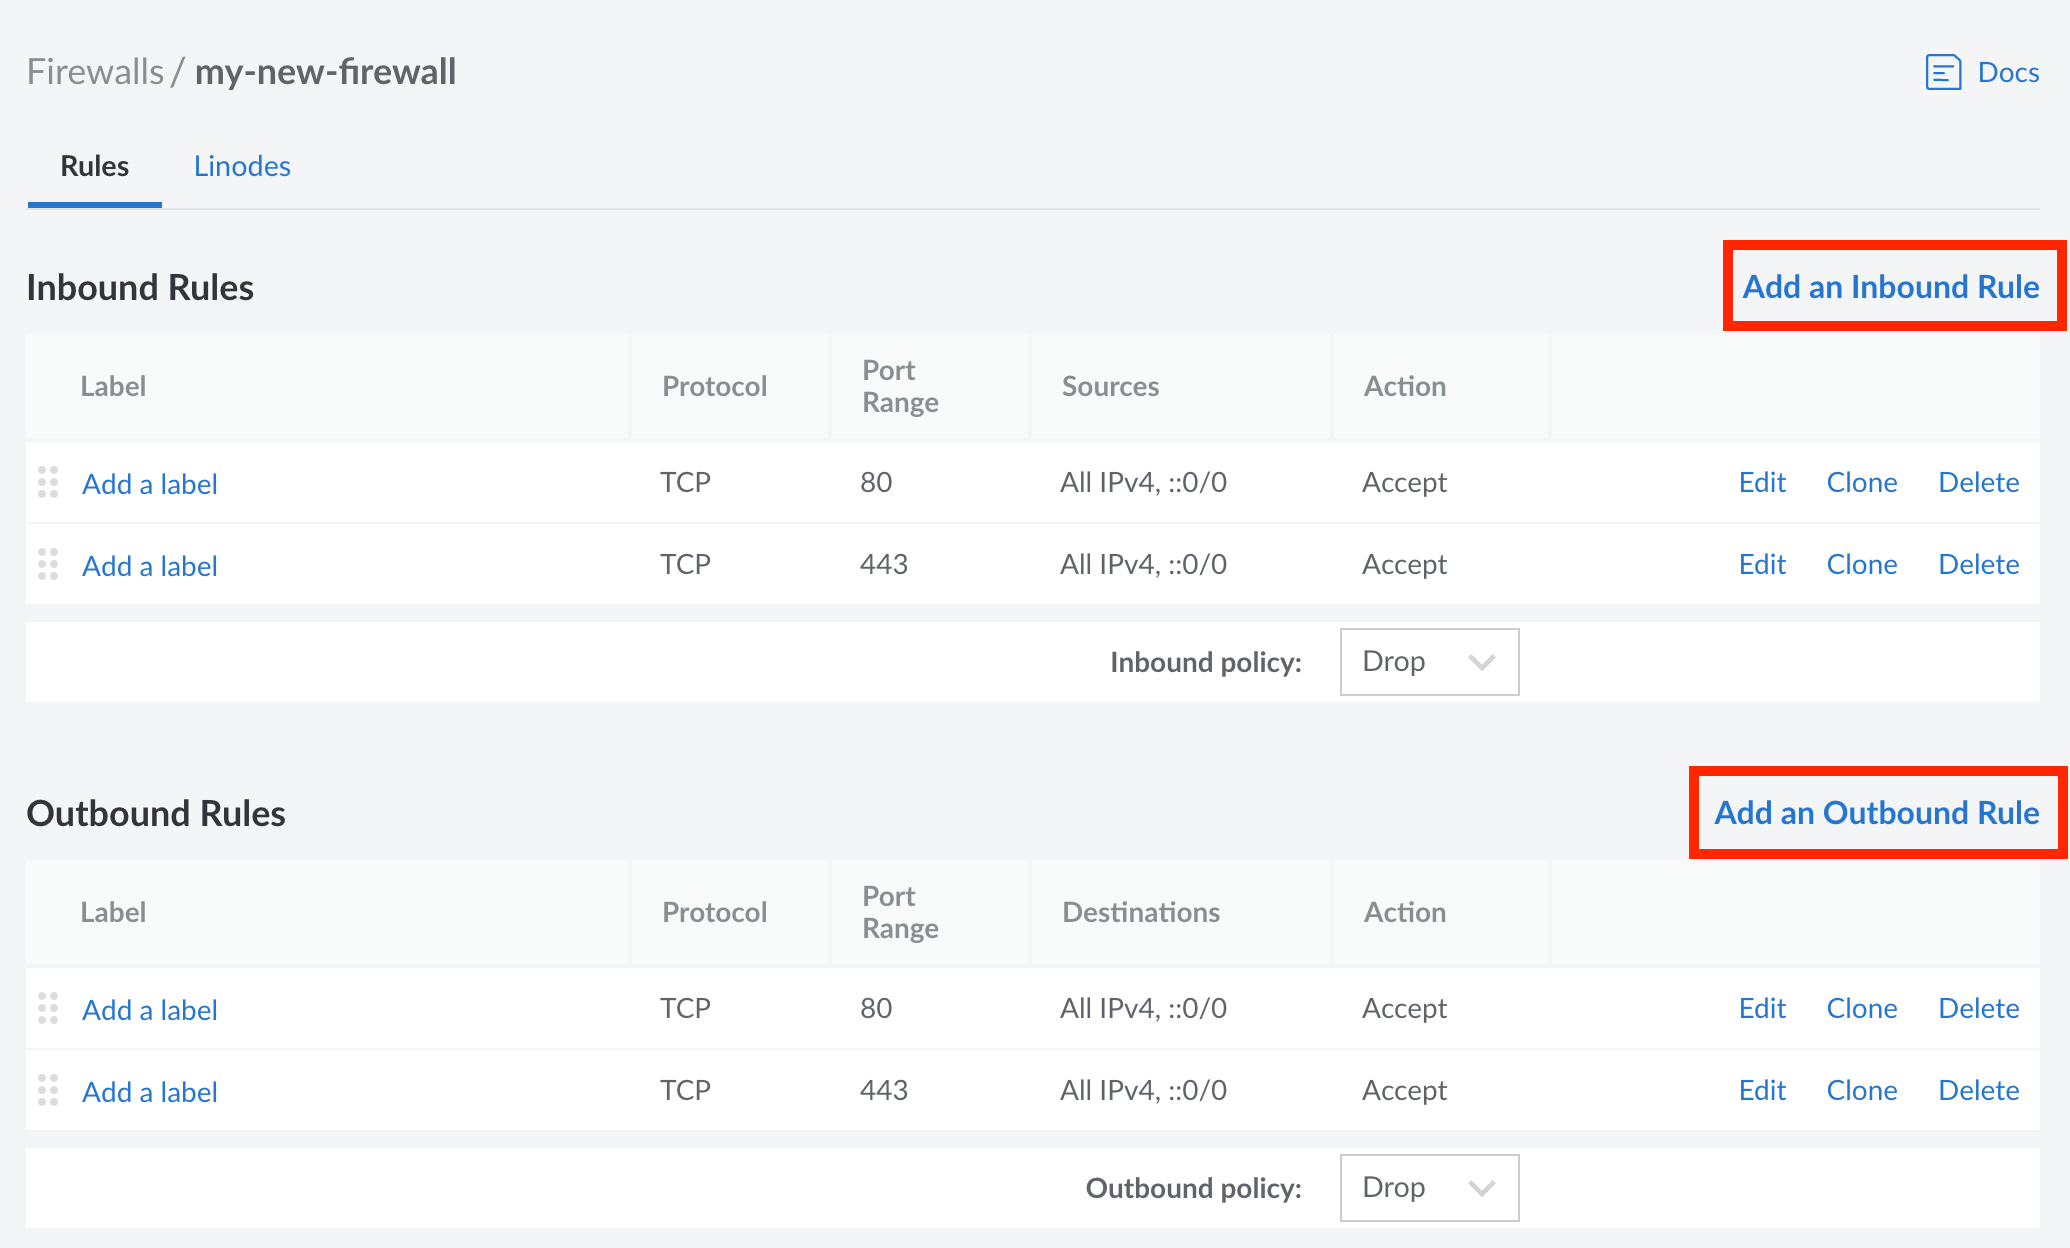 Firewalls / my-new-firewall
Docs
Rules Linodes
Inbound Rules
Add an Inbound Rule
Label Protocol Port Range Sources Action
Add a label TCP 80 All IPv4, ::0/0 Accept Edit Clone Delete
Add a label TCP 443 All IPv4, ::0/0 Accept Edit Clone Delete
Inbound policy: Drop
Outbound Rules
Add an Outbound Rule
Label Protocol Port Range Destinations Action
Add a label TCP 80 All IPv4, ::0/0 Accept Edit Clone Delete
Add a label TCP 443 All IPv4, ::0/0 Accept Edit Clone Delete
Outbound policy: Drop